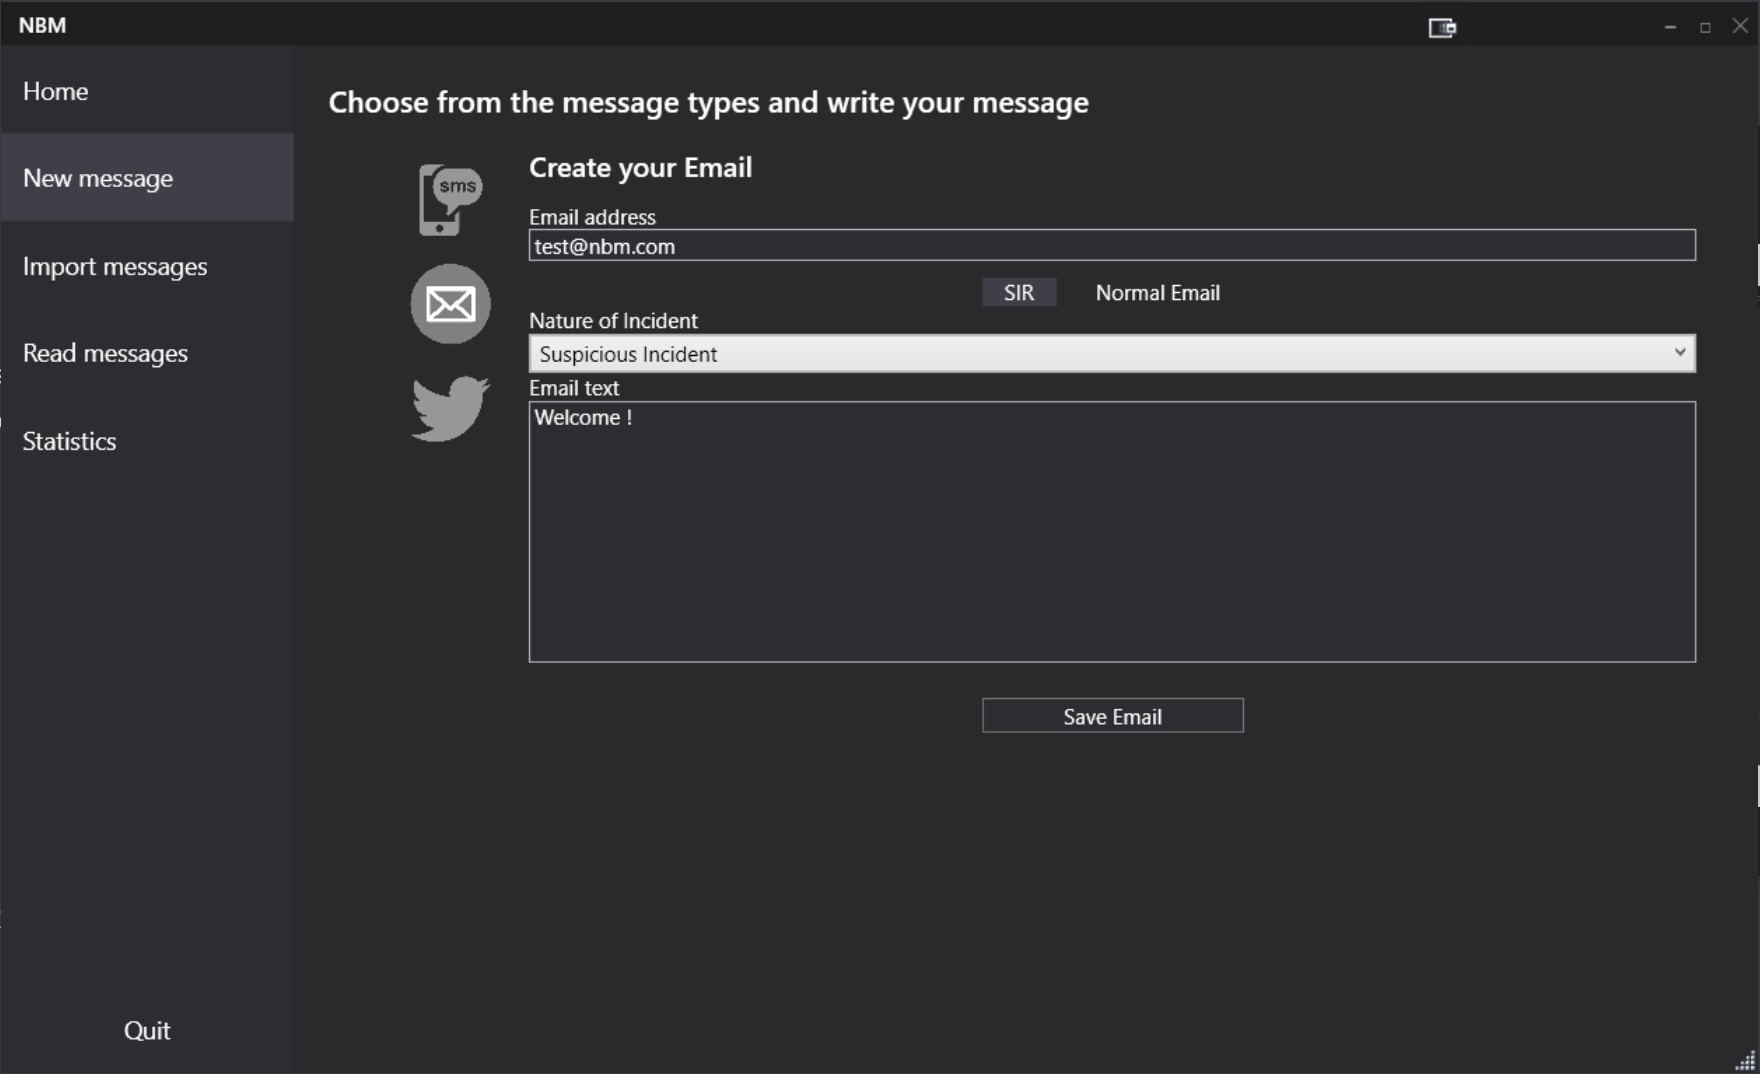 NBM
Home
New message
Import messages
Read messages
Statistics
Quit
Choose from the message types and write your message
sms
Create your Email
Email address
test@nbm.com
SIR Normal Email
Nature of Incident
Suspicious Incident
Email text
Welcome !
Save Email